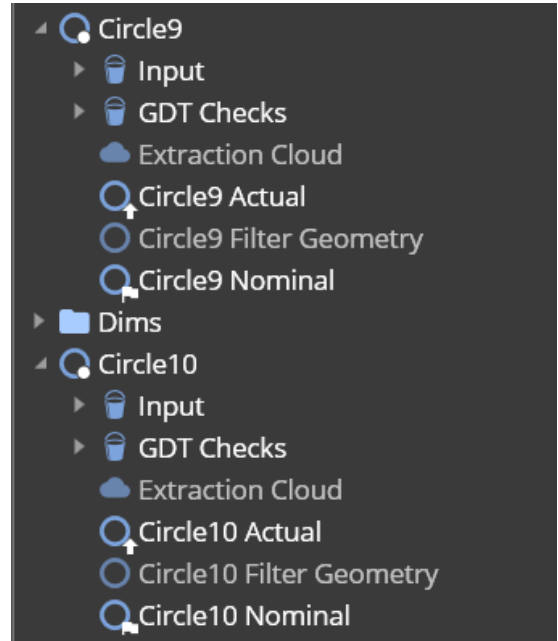 Circle9
Input
GDT Checks
Extraction Cloud
Circle9 Actual
Circle9 Filter Geometry
Circle9 Nominal
Dims
Circle10
Input
GDT Checks
Extraction Cloud
Circle10 Actual
Circle10 Filter Geometry
Circle10 Nominal